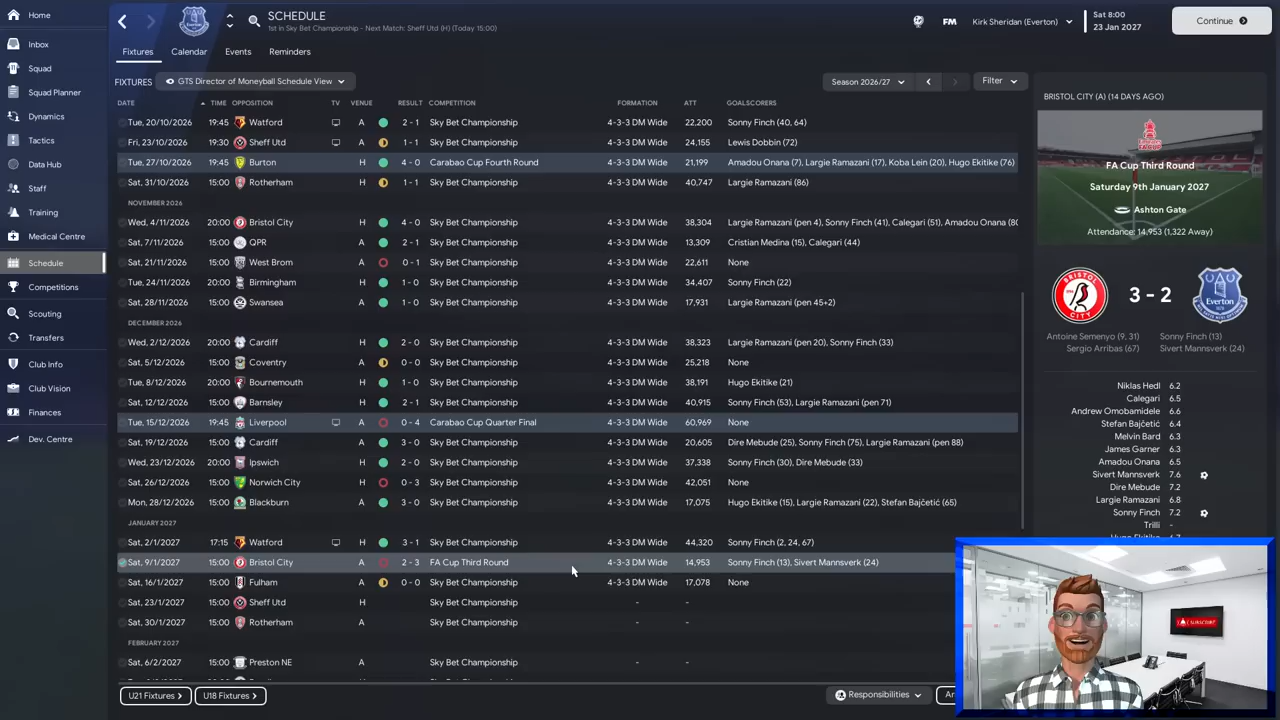 Home
Inbox
Squad
Squad Planner
Dynamics
Tactics
Data Hub
Staff
Training
Medical Centre
Schedule
Competitions
Scouting
Transfers
Club Info
Club Vision
Finances
Dev. Centre
SCHEDULE
1st in Sky Bet Championship - Next Match: Sheff Utd (H) (Today 15:00)
FM
Kirk Sheridan (Everton)
Sat 8:00
23 Jan 2027
Continue
Fixtures Calendar Events Reminders
FIXTURES GTS Director of Moneyball Schedule View Season 2026/27 Filter
DATE TIME OPPOSITION TV VENUE RESULT COMPETITION FORMATION ATT GOALSCORERS
Tue, 20/10/2026 19:45 Watford A 2 - 1 Sky Bet Championship 4-3-3 DM Wide 22,200 Sonny Finch (40, 64)
Fri, 23/10/2026 19:30 Sheff Utd A 1 - 1 Sky Bet Championship 4-3-3 DM Wide 24,155 Lewis Dobbin (72)
Tue, 27/10/2026 19:45 Burton H 4 - 0 Carabao Cup Fourth Round 4-3-3 DM Wide 21,199 Amadou Onana (7), Largie Ramazani (17), Koba Lein (20), Hugo Ekitike (76)
Sat, 31/10/2026 15:00 Rotherham H 1 - 1 Sky Bet Championship 4-3-3 DM Wide 40,747 Largie Ramazani (86)
NOVEMBER 2026
Wed, 4/11/2026 20:00 Bristol City H 4 - 0 Sky Bet Championship 4-3-3 DM Wide 38,304 Largie Ramazani (pen 4), Sonny Finch (41), Calegari (51), Amadou Onana (80
Sat, 7/11/2026 15:00 QPR A 2 - 1 Sky Bet Championship 4-3-3 DM Wide 13,309 Cristian Medina (15), Calegari (44)
Sat, 21/11/2026 15:00 West Brom A 0 - 1 Sky Bet Championship 4-3-3 DM Wide 22,611 None
Tue, 24/11/2026 20:00 Birmingham H 1 - 0 Sky Bet Championship 4-3-3 DM Wide 34,407 Sonny Finch (22)
Sat, 28/11/2026 15:00 Swansea A 1 - 0 Sky Bet Championship 4-3-3 DM Wide 17,931 Largie Ramazani (pen 45+2)
DECEMBER 2026
Wed, 2/12/2026 20:00 Cardiff H 2 - 0 Sky Bet Championship 4-3-3 DM Wide 38,323 Largie Ramazani (pen 20), Sonny Finch (33)
Sat, 5/12/2026 15:00 Coventry A 0 - 0 Sky Bet Championship 4-3-3 DM Wide 25,218 None
Tue, 8/12/2026 20:00 Bournemouth H 1 - 0 Sky Bet Championship 4-3-3 DM Wide 38,191 Hugo Ekitike (21)
Sat, 12/12/2026 15:00 Barnsley H 2 - 1 Sky Bet Championship 4-3-3 DM Wide 40,915 Sonny Finch (53), Largie Ramazani (pen 71)
Tue, 15/12/2026 19:45 Liverpool A 0 - 4 Carabao Cup Quarter Final 4-3-3 DM Wide 60,969 None
Sat, 19/12/2026 15:00 Cardiff A 3 - 0 Sky Bet Championship 4-3-3 DM Wide 20,605 Dire Mebude (25), Sonny Finch (75), Largie Ramazani (pen 88)
Wed, 23/12/2026 20:00 Ipswich H 2 - 0 Sky Bet Championship 4-3-3 DM Wide 37,338 Sonny Finch (30), Dire Mebude (33)
Sat, 26/12/2026 15:00 Norwich City H 0 - 3 Sky Bet Championship 4-3-3 DM Wide 42,051 None
Mon, 28/12/2026 15:00 Blackburn A 3 - 0 Sky Bet Championship 4-3-3 DM Wide 17,075 Hugo Ekitike (15), Largie Ramazani (22), Stefan Bajčetić (65)
JANUARY 2027
Sat, 2/1/2027 17:15 Watford H 3 - 1 Sky Bet Championship 4-3-3 DM Wide 44,320 Sonny Finch (2, 24, 67)
Sat, 9/1/2027 15:00 Bristol City A 2 - 3 FA Cup Third Round 4-3-3 DM Wide 14,953 Sonny Finch (13), Sivert Mannsverk (24)
Sat, 16/1/2027 15:00 Fulham A 0 - 0 Sky Bet Championship 4-3-3 DM Wide 17,078 None
Sat, 23/1/2027 15:00 Sheff Utd H Sky Bet Championship - -
Sat, 30/1/2027 15:00 Rotherham A Sky Bet Championship - -
FEBRUARY 2027
Sat, 6/2/2027 15:00 Preston NE A Sky Bet Championship - -
U21 Fixtures U18 Fixtures Responsibilities
BRISTOL CITY (A) (14 DAYS AGO)
FA Cup Third Round
Saturday 9th January 2027
Ashton Gate
Attendance: 14,953 (1,322 Away)
3 - 2
Everton
Antoine Semenyo (9, 31) Sonny Finch (13)
Sergio Arribas (67) Sivert Mannsverk (24)
Niklas Hedl 6.2
Calegari 6.5
Andrew Omobamidele 6.6
Stefan Bajčetić 6.4
Melvin Bard 6.3
James Garner 6.3
Amadou Onana 6.5
Sivert Mannsverk 7.6
Dire Mebude 7.2
Largie Ramazani 6.8
Sonny Finch 7.2
Trilli -